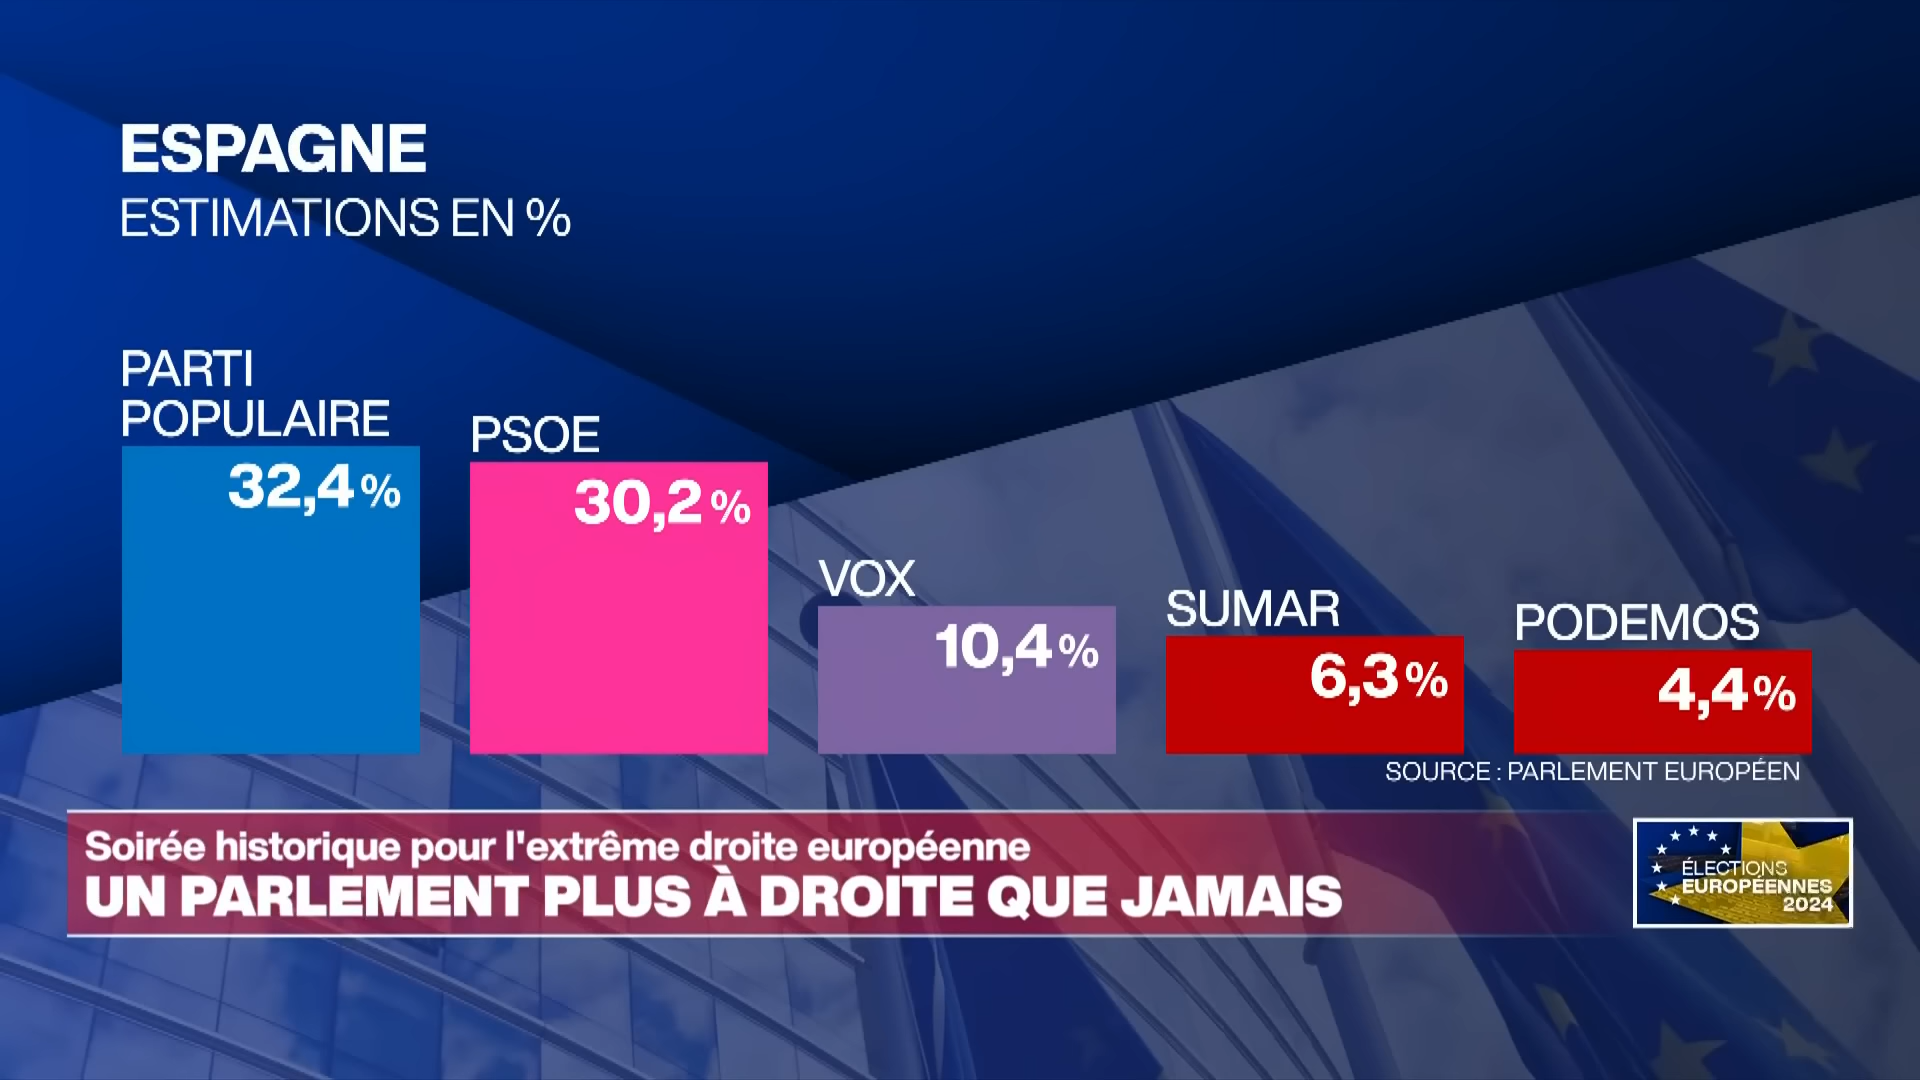 ESPAGNE
ESTIMATIONS EN %
PARTI
POPULAIRE
32,4 %
PSOE
30,2 %
VOX
10,4 %
SUMAR
6,3 %
PODEMOS
4,4 %
SOURCE : PARLEMENT EUROPÉEN
Soirée historique pour l'extrême droite européenne
UN PARLEMENT PLUS À DROITE QUE JAMAIS
ÉLECTIONS
EUROPÉENNES
2024